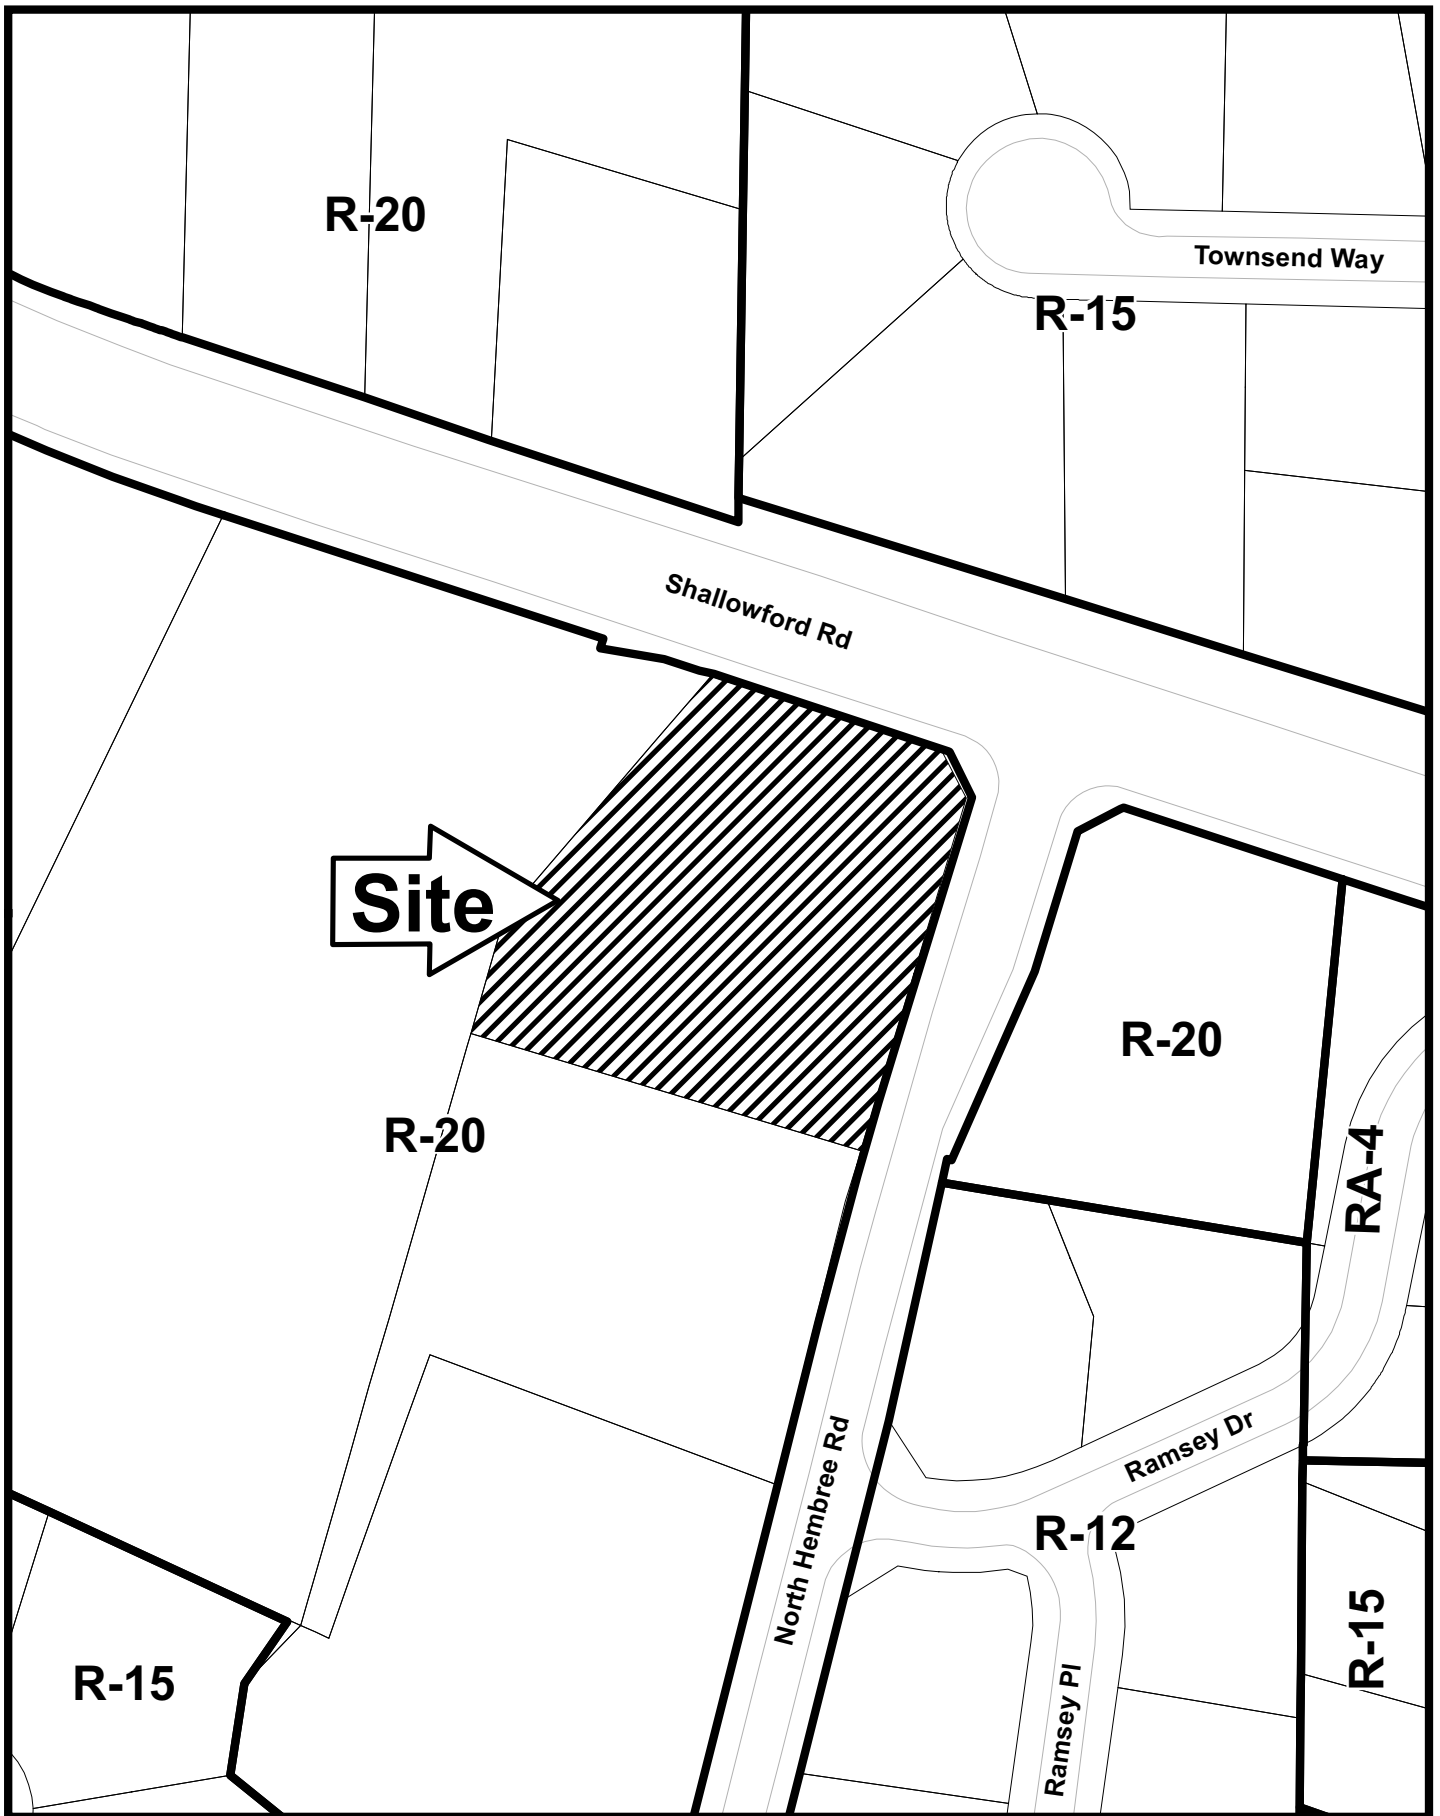 R-20
Townsend Way
R-15
Shallowford Rd
Site
R-20
R-20
RA-4
Ramsey Dr
North Hembree Rd
R-12
R-15
R-15
Ramsey Pl